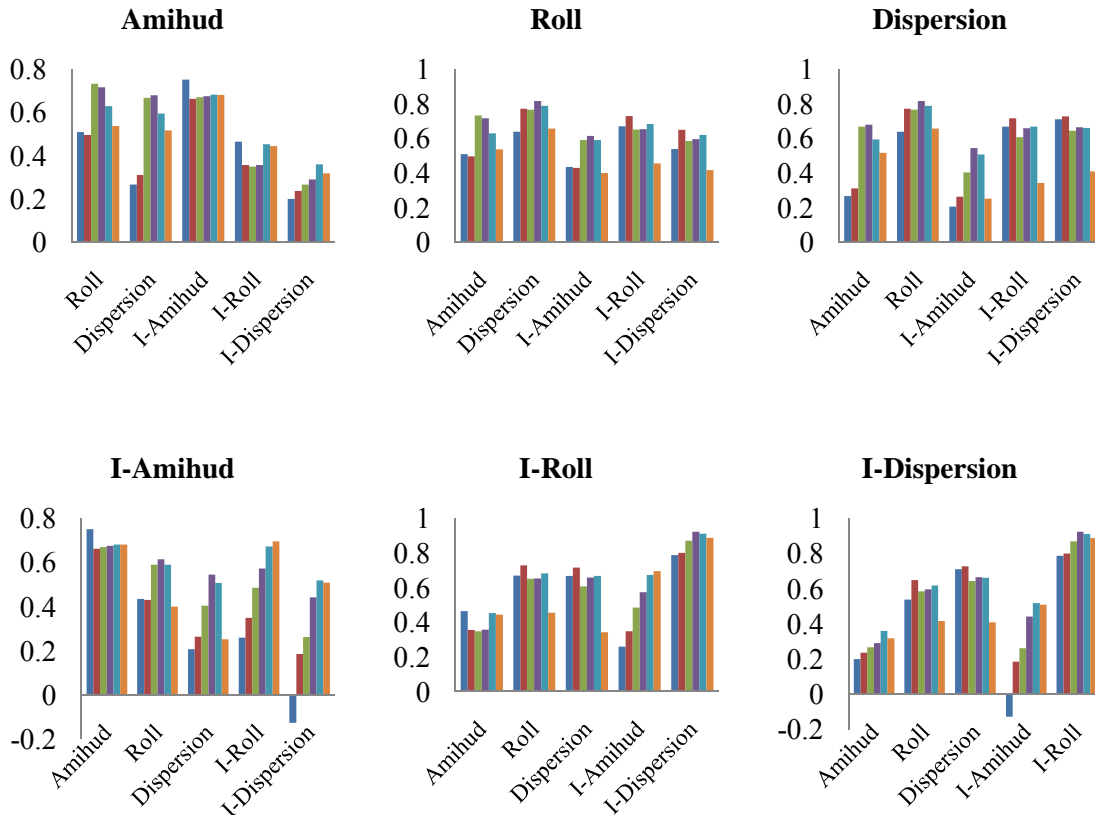 Amihud
0.8
0.6
0.4
0.2
0
Roll
Dispersion
I-Amihud
I-Roll
I-Dispersion
Roll
1
0.8
0.6
0.4
0.2
0
Amihud
Dispersion
I-Amihud
I-Roll
I-Dispersion
Dispersion
1
0.8
0.6
0.4
0.2
0
Amihud
Roll
I-Amihud
I-Roll
I-Dispersion
I-Amihud
0.8
0.6
0.4
0.2
0
-0.2
Amihud
Roll
Dispersion
I-Roll
I-Dispersion
I-Roll
1
0.8
0.6
0.4
0.2
0
Amihud
Roll
Dispersion
I-Amihud
I-Dispersion
I-Dispersion
1
0.8
0.6
0.4
0.2
0
-0.2
Amihud
Roll
Dispersion
I-Amihud
I-Roll